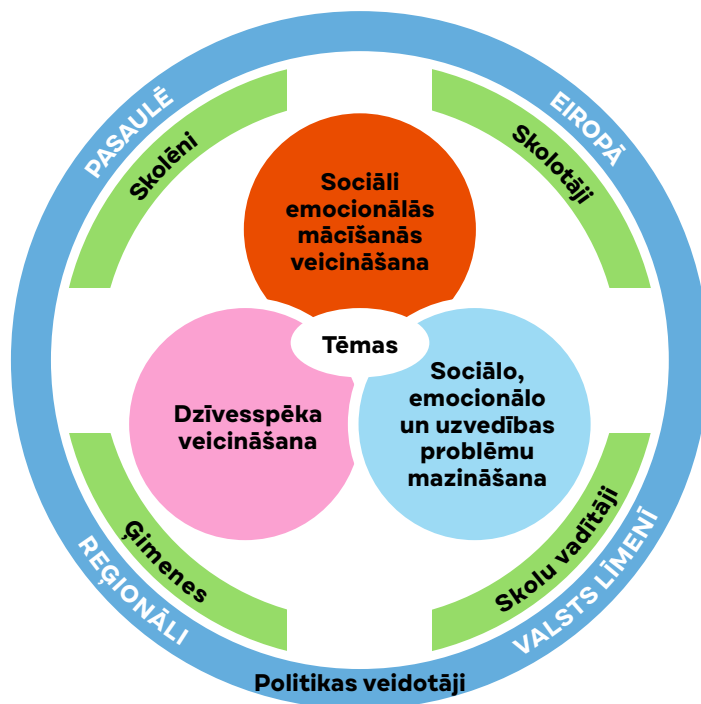 PASAULĒ
EIROPĀ
Skolēni
Skolotāji
Sociāli
emocionālās
mācīšanās
veicināšana
Tēmas
Dzīvesspēka
veicināšana
Sociālo,
emocionālo
un uzvedības
problēmu
mazināšana
Ģimenes
Skolu vadītāji
REĢIONĀLI
VALSTS LĪMENĪ
Politikas veidotāji